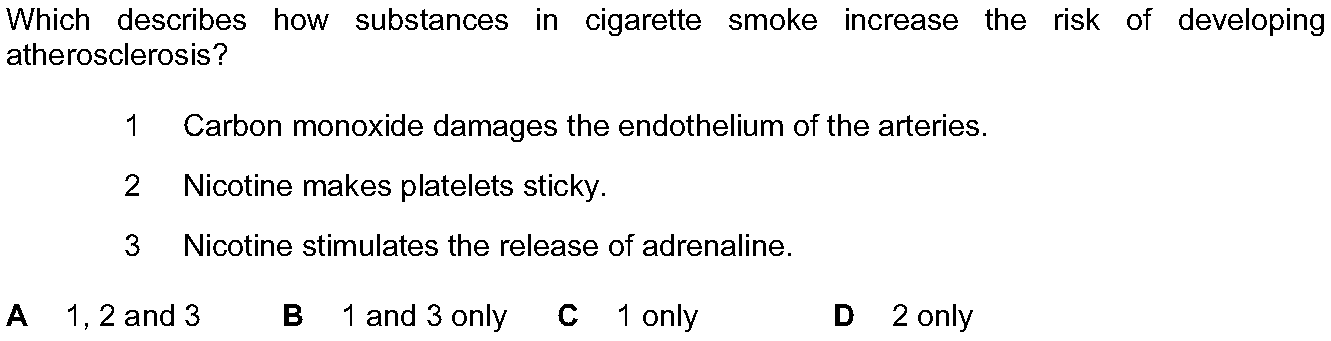 Which describes how substances in cigarette smoke increase the risk of developing
atherosclerosis?
1 Carbon monoxide damages the endothelium of the arteries.
2 Nicotine makes platelets sticky.
3 Nicotine stimulates the release of adrenaline.
A 1, 2 and 3 B 1 and 3 only C 1 only D 2 only